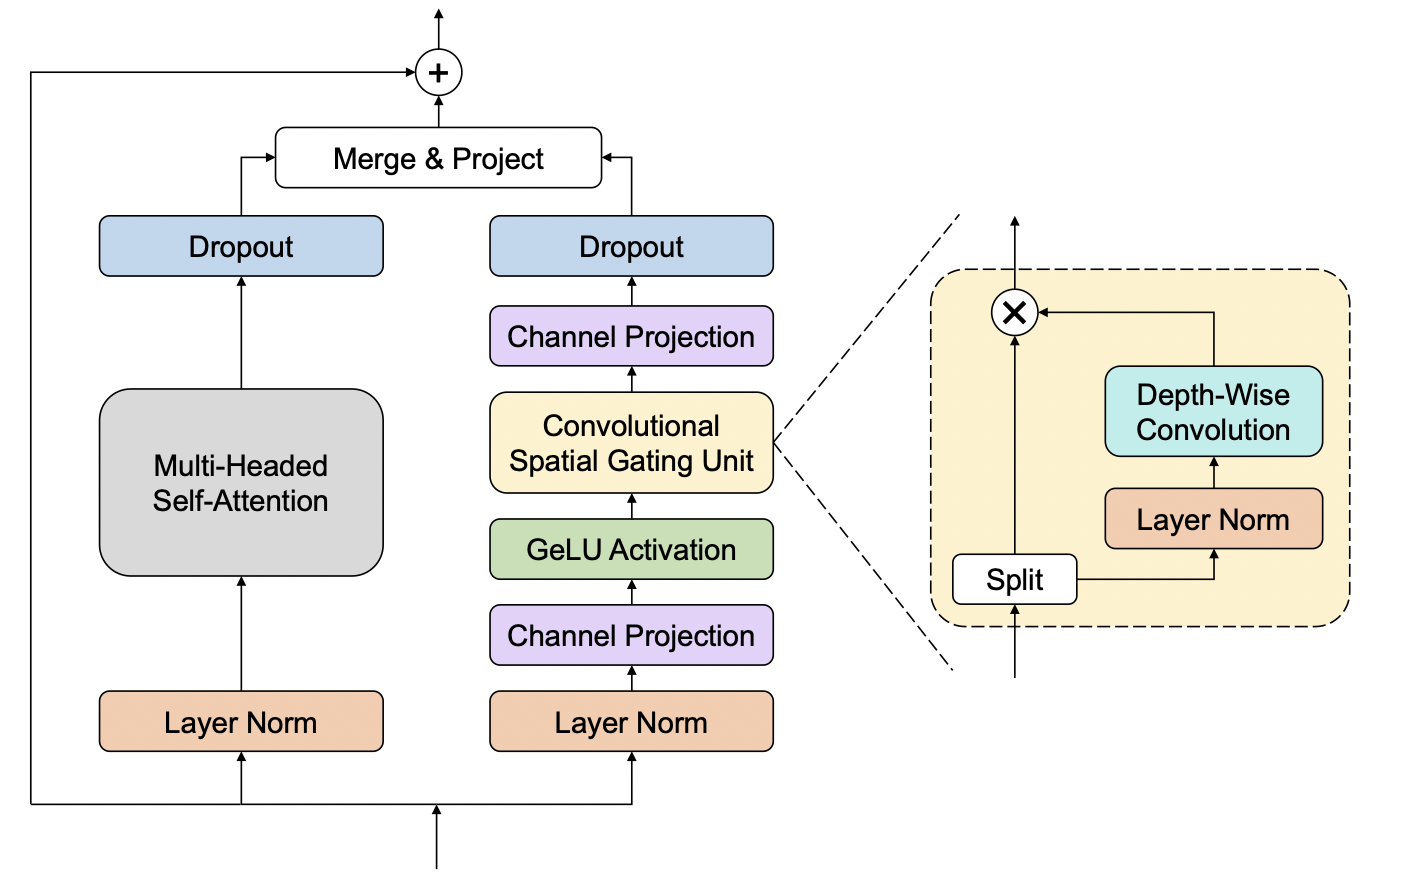 +
Merge & Project
Dropout
Multi-Headed
Self-Attention
Layer Norm
Dropout
Channel Projection
Convolutional
Spatial Gating Unit
GeLU Activation
Channel Projection
Layer Norm
×
Depth-Wise
Convolution
Layer Norm
Split